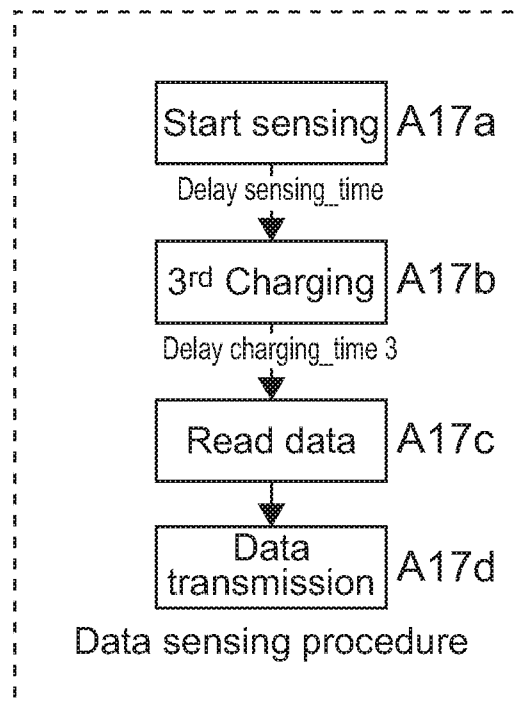 Start sensing A17a
Delay sensing_time
3rd Charging A17b
Delay charging_time 3
Read data A17c
Data
transmission A17d
Data sensing procedure